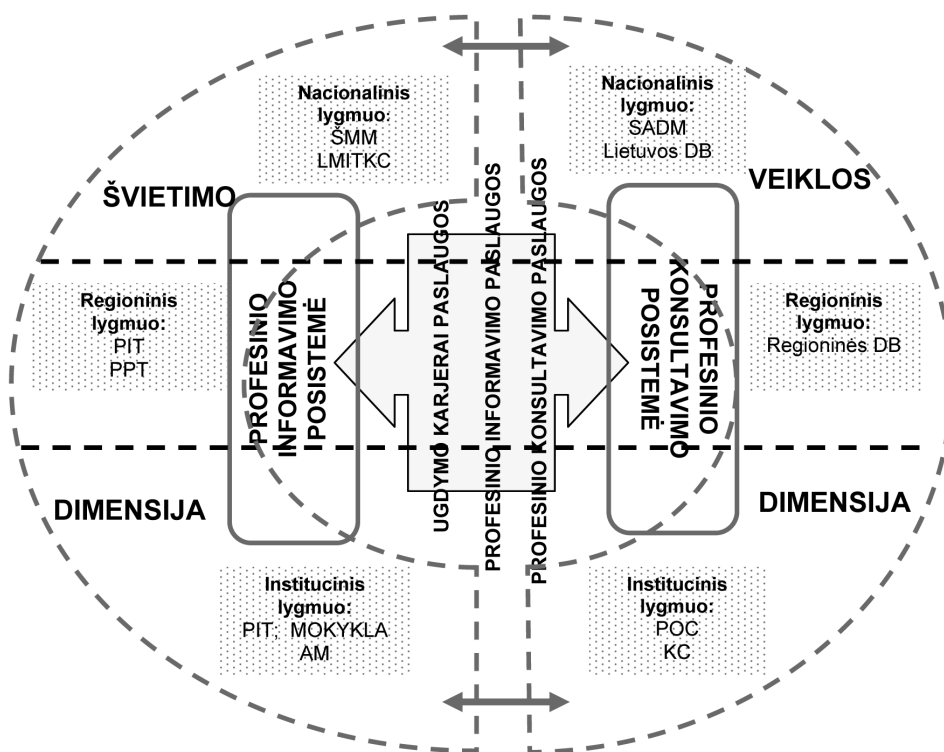 Nacionalinis
lygmuo:
ŠMM
LMITKC
Nacionalinis
lygmuo:
SADM
Lietuvos DB
ŠVIETIMO
VEIKLOS
Regioninis
lygmuo:
PIT
PPT
PROFESINIO
INFORMAVIMO
POSISTEMĖ
UGDYMO KARJERAI PASLAUGOS
PROFESINIO INFORMAVIMO PASLAUGOS
PROFESINIO KONSULTAVIMO PASLAUGOS
PROFESINIO
KONSULTAVIMO
POSISTEMĖ
Regioninis
lygmuo:
Regioninės DB
DIMENSIJA
DIMENSIJA
Institucinis
lygmuo:
PIT; MOKYKLA
AM
Institucinis
lygmuo:
POC
KC